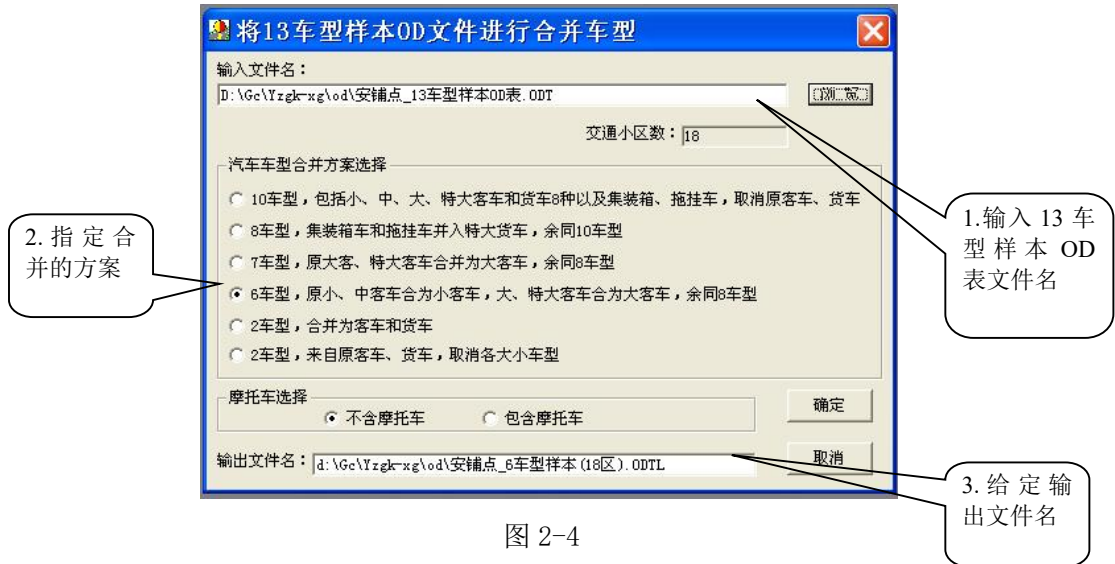 将13车型样本OD文件进行合并车型
输入文件名：
D:\Gc\Yzgk-xg\od\安铺点_13车型样本OD表.ODT
浏览
交通小区数：18
汽车车型合并方案选择
10车型，包括小、中、大、特大客车和货车8种以及集装箱、拖挂车，取消原客车、货车
8车型，集装箱车和拖挂车并入特大货车，余同10车型
7车型，原大客、特大客车合并为大客车，余同8车型
6车型，原小、中客车合为小客车，大、特大客车合为大客车，余同8车型
2车型，合并为客车和货车
2车型，来自原客车、货车，取消各大小车型
摩托车选择
不含摩托车
包含摩托车
确定
输出文件名：
d:\Gc\Yzgk-xg\od\安铺点_6车型样本(18区).ODTL
取消
1.输入 13 车
型样本 OD
表文件名
2.指定合
并的方案
3.给定输
出文件名
图 2-4